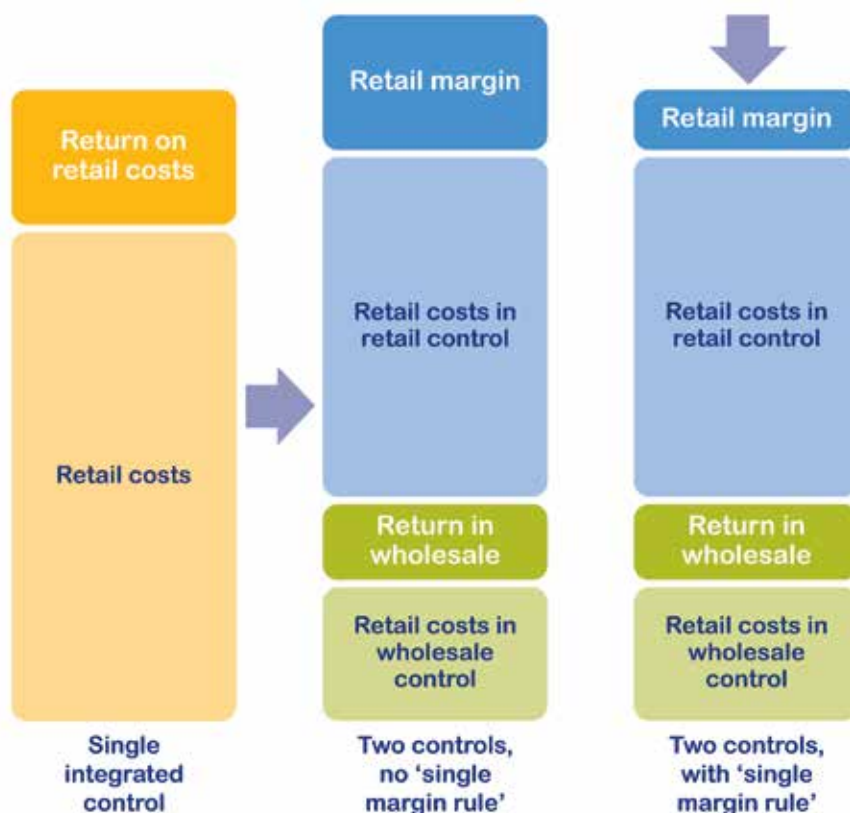 Return on
retail costs
Retail costs
Single
integrated
control
Retail margin
Retail costs in
retail control
Return in
wholesale
Retail costs in
wholesale
control
Two controls,
no ‘single
margin rule’
Retail margin
Retail costs in
retail control
Return in
wholesale
Retail costs in
wholesale
control
Two controls,
with ‘single
margin rule’